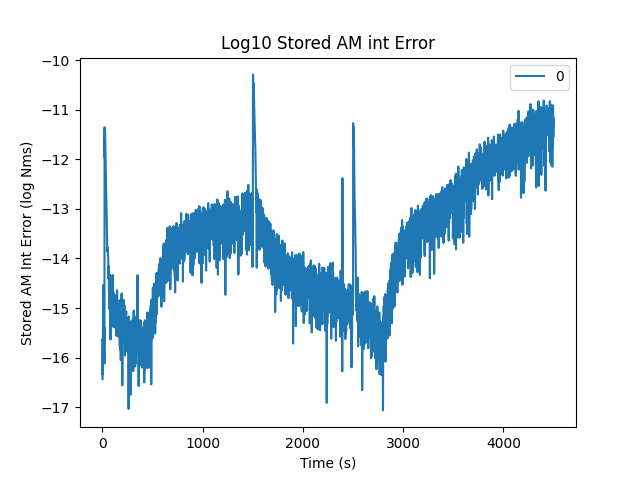 Log10 Stored AM int Error
0
−10
−11
−12
−13
−14
−15
−16
−17
Stored AM Int Error (log Nms)
0 1000 2000 3000 4000
Time (s)